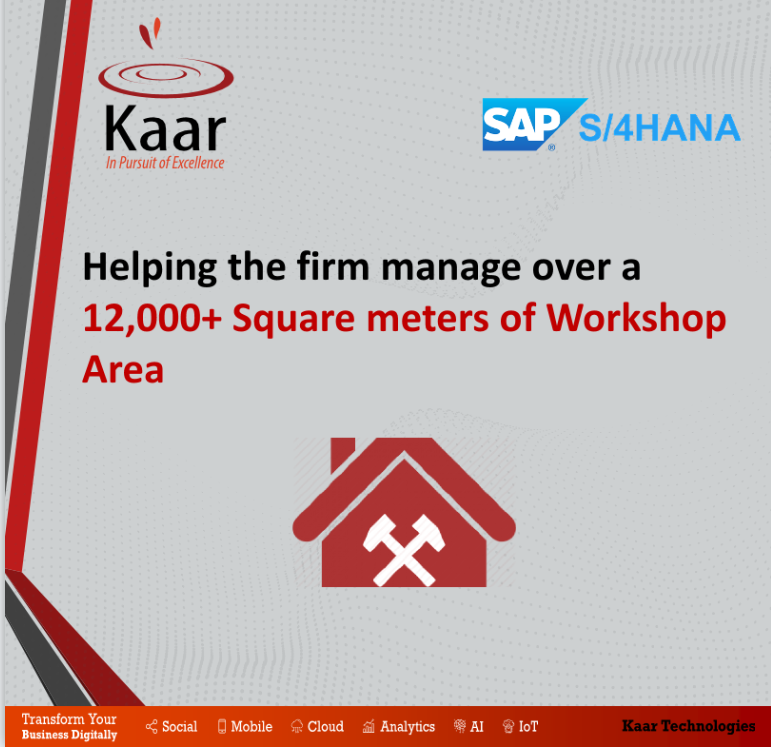 Kaar
In Pursuit of Excellence
SAP ® S/4HANA
Helping the firm manage over a
12,000+ Square meters of Workshop
Area
Transform Your
Business Digitally
Social Mobile Cloud Analytics AI IoT
Kaar Technologies